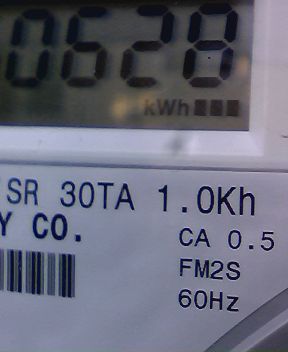 0628
kWh
SR 30TA 1.0Kh
Y CO.
CA 0.5
FM2S
60Hz